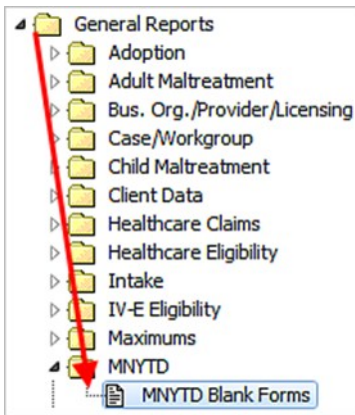 General Reports
Adoption
Adult Maltreatment
Bus. Org./Provider/Licensing
Case/Workgroup
Child Maltreatment
Client Data
Healthcare Claims
Healthcare Eligibility
Intake
IV-E Eligibility
Maximums
MNYTD
MNYTD Blank Forms